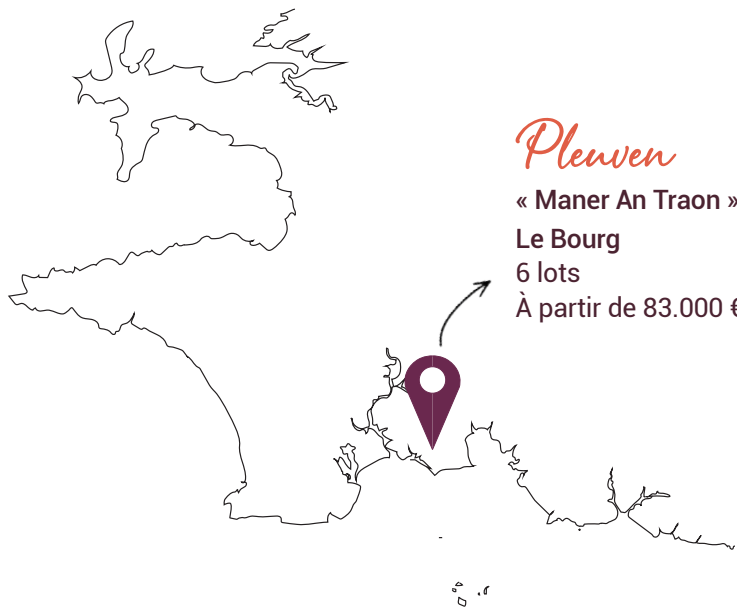 Pleuven
« Maner An Traon »
Le Bourg
6 lots
À partir de 83.000 €